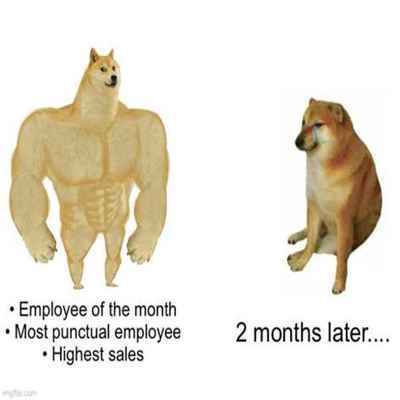 • Employee of the month
• Most punctual employee
• Highest sales
2 months later....
imgflip.com